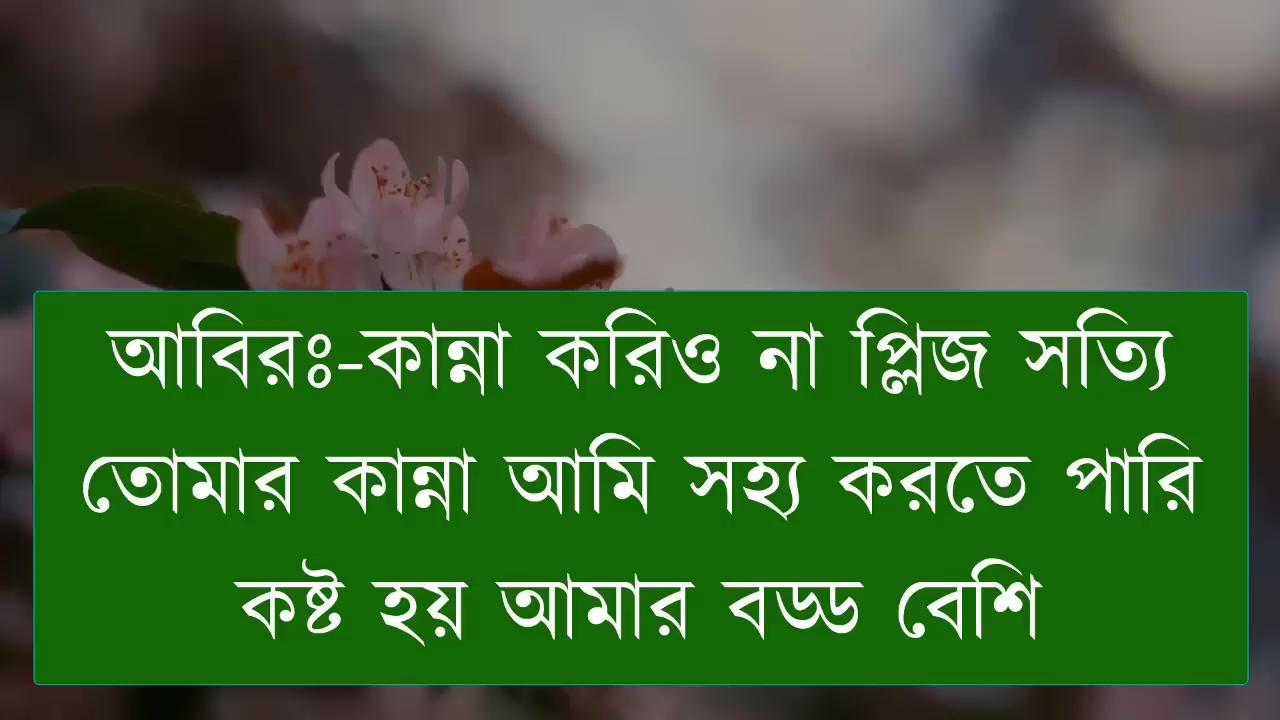 আবিরঃ-কান্না করিও না প্লিজ সত্যি
তোমার কান্না আমি সহ্য করতে পারি
কষ্ট হয় আমার বড্ড বেশি